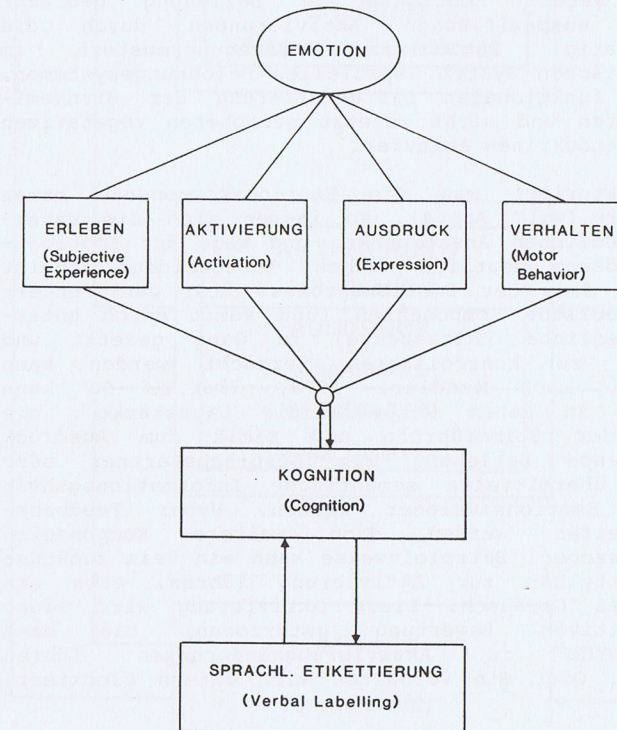 EMOTION
ERLEBEN
(Subjective
Experience)
AKTIVIERUNG
(Activation)
AUSDRUCK
(Expression)
VERHALTEN
(Motor
Behavior)
KOGNITION
(Cognition)
SPRACHL. ETIKETTIERUNG
(Verbal Labelling)